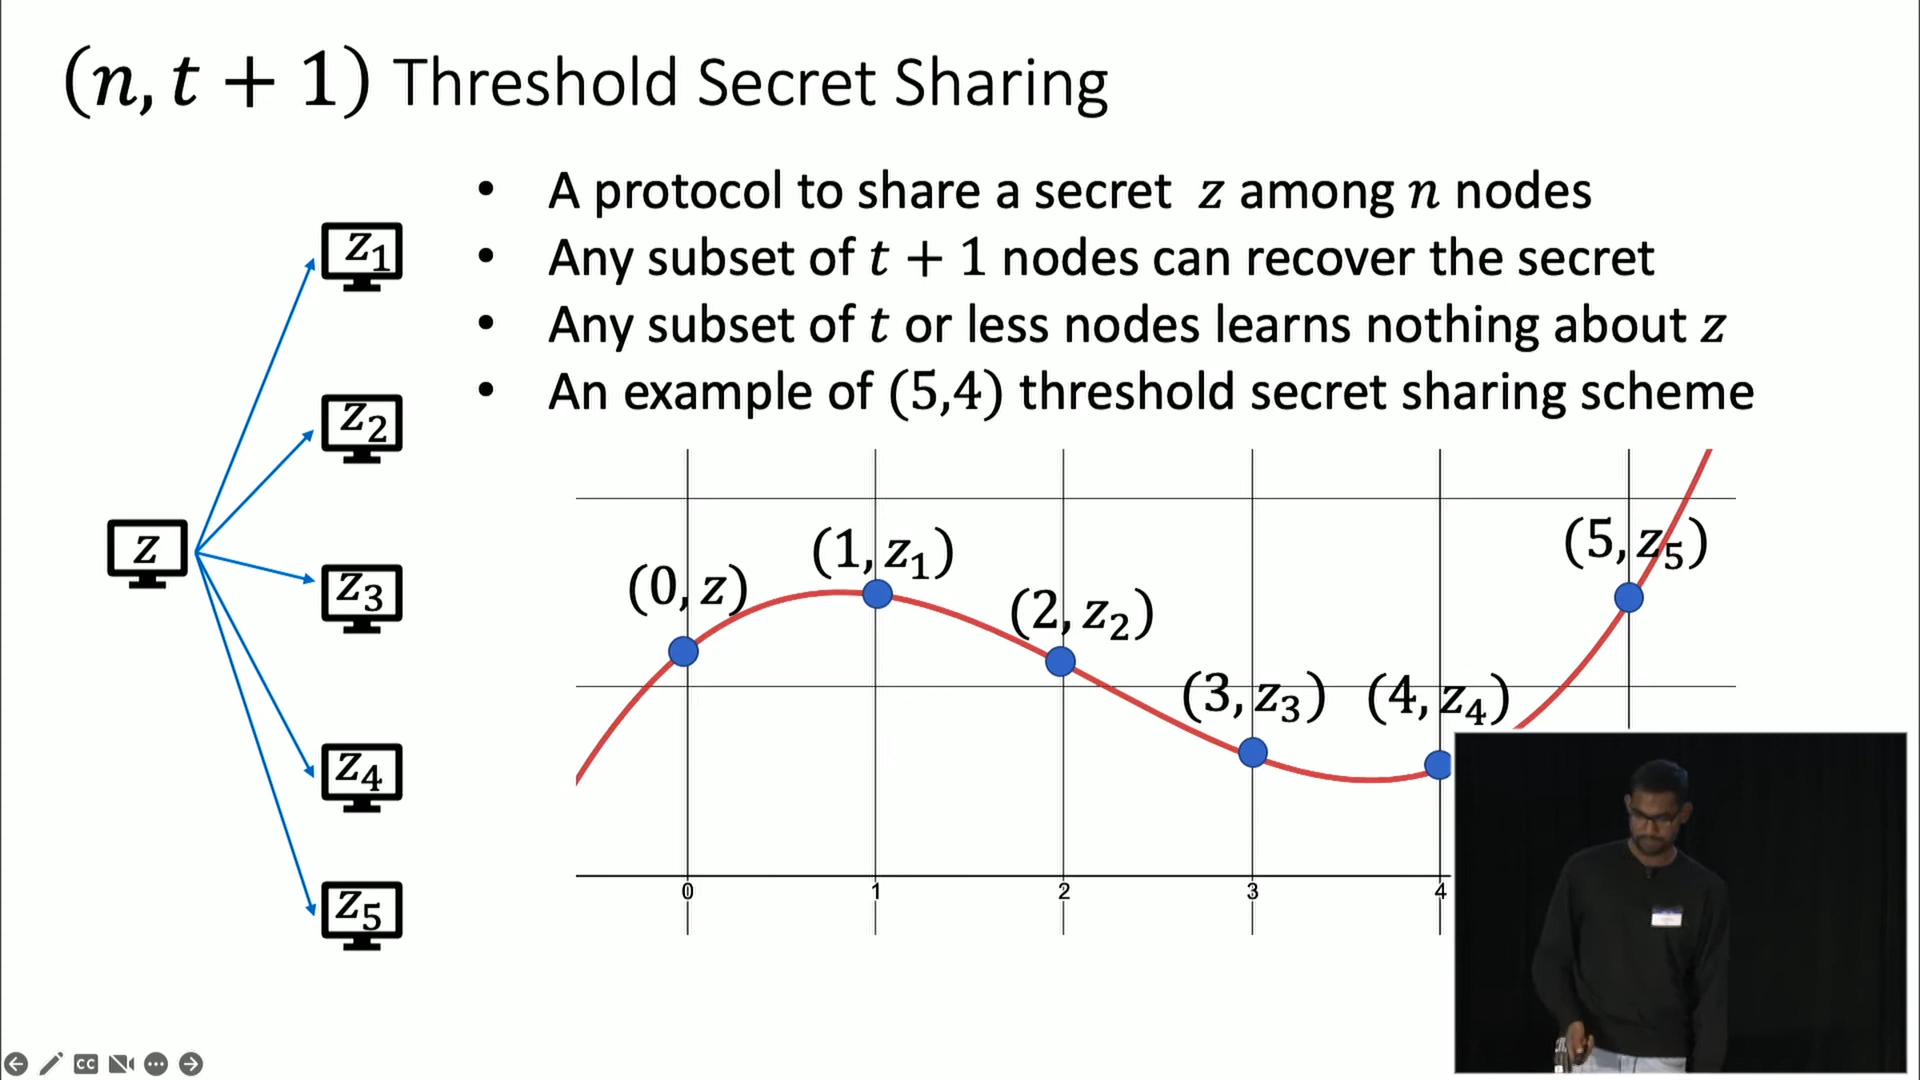 (n, t + 1) Threshold Secret Sharing
• A protocol to share a secret z among n nodes
• Any subset of t + 1 nodes can recover the secret
• Any subset of t or less nodes learns nothing about z
• An example of (5,4) threshold secret sharing scheme
z
z₁
z₂
z₃
z₄
z₅
(0, z)
(1, z₁)
(2, z₂)
(3, z₃)
(4, z₄)
(5, z₅)
0 1 2 3 4
CC